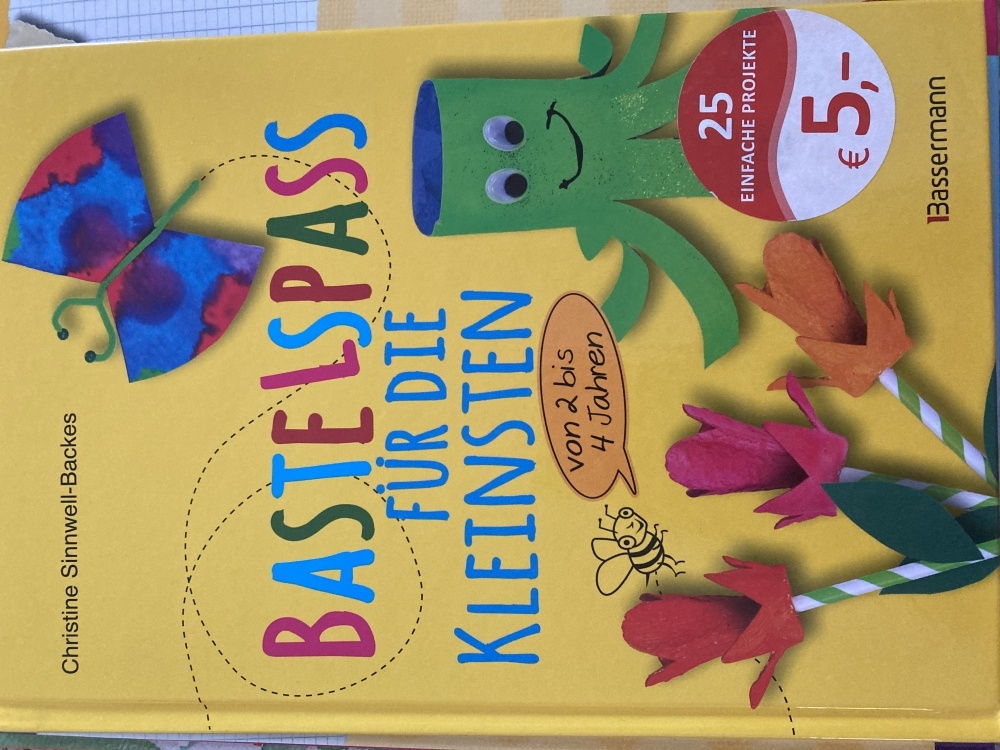 Christine Sinnwell-Backes
BASTELSPASS
FÜR DIE
KLEINSTEN
von 2 bis
4 Jahren
25
EINFACHE PROJEKTE
€ 5,–
Bassermann